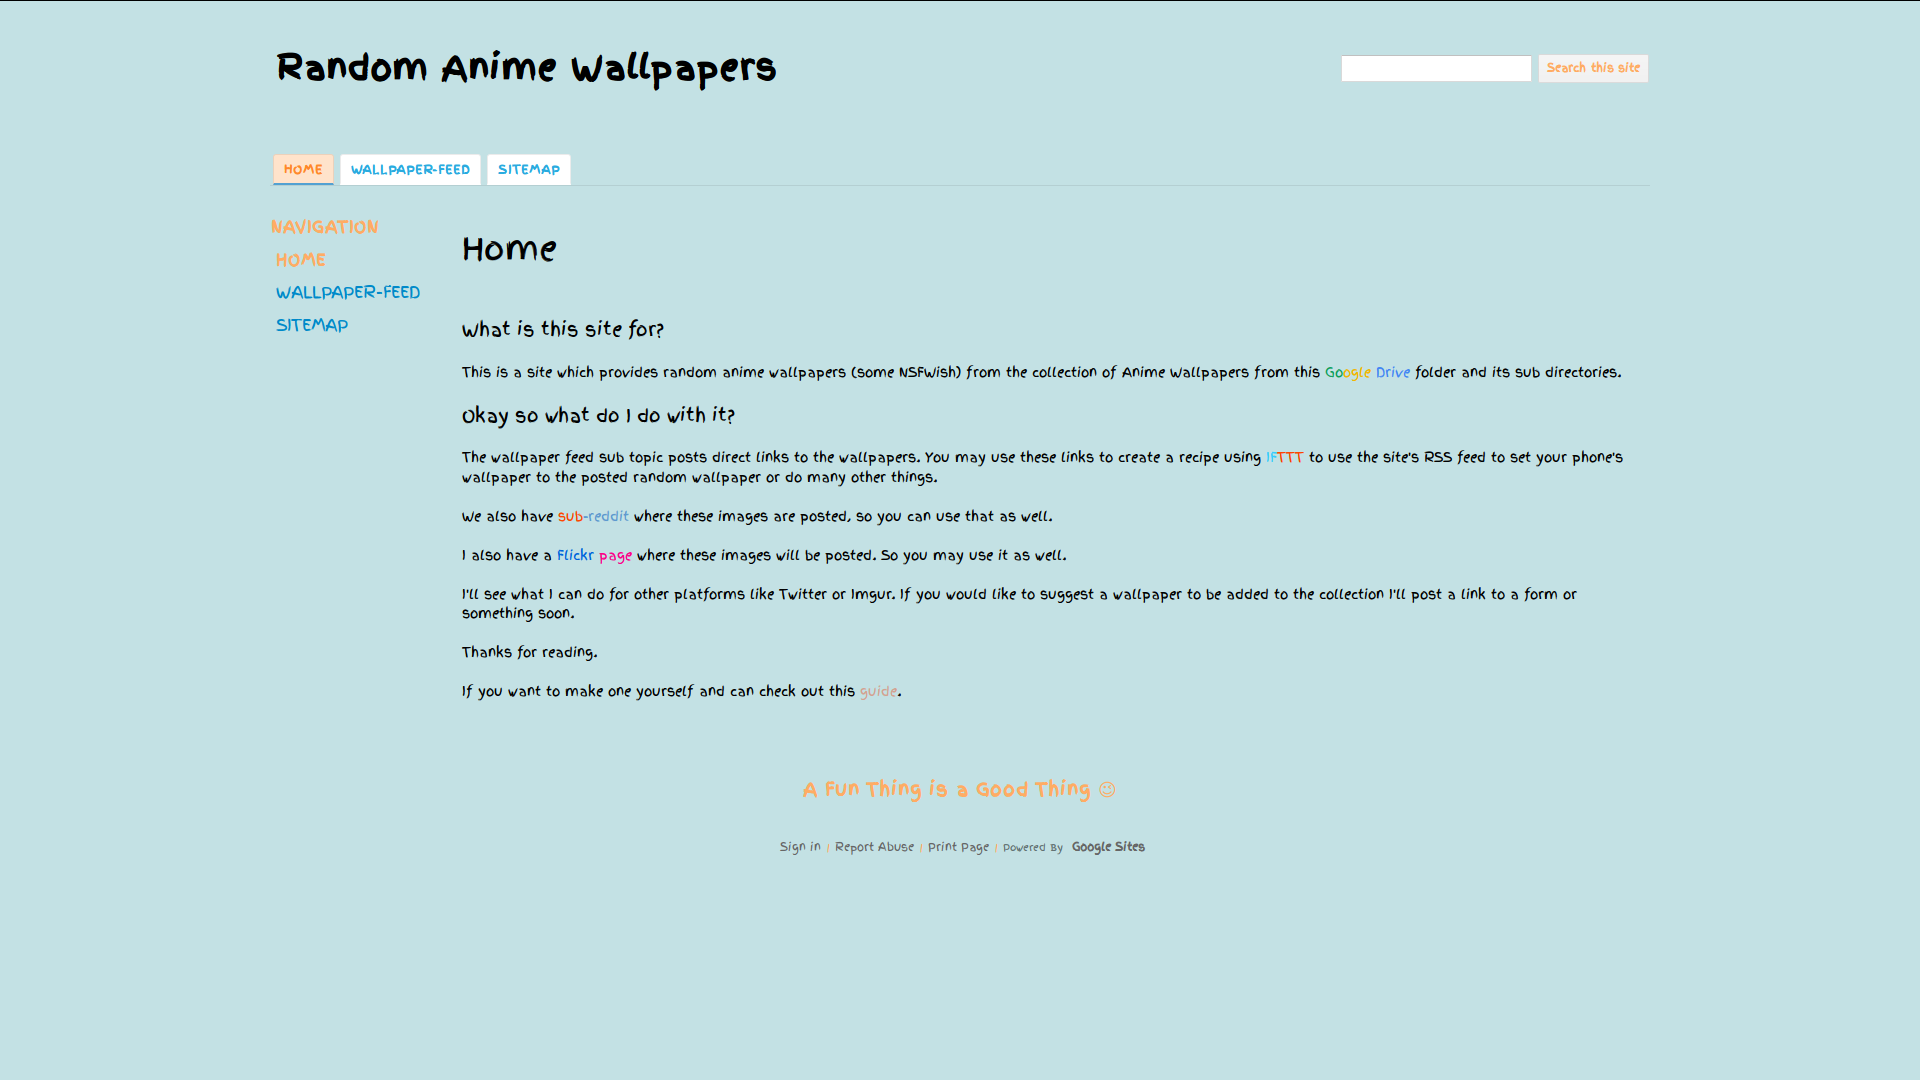 Random Anime Wallpapers
Search this site
HOME
WALLPAPER-FEED
SITEMAP
NAVIGATION
HOME
WALLPAPER-FEED
SITEMAP
Home
What is this site for?
This is a site which provides random anime wallpapers (some NSFWish) from the collection of Anime Wallpapers from this Google Drive folder and its sub directories.
Okay so what do I do with it?
The wallpaper feed sub topic posts direct links to the wallpapers. You may use these links to create a recipe using IFTTT to use the site's RSS feed to set your phone's
wallpaper to the posted random wallpaper or do many other things.
We also have sub-reddit where these images are posted, so you can use that as well.
I also have a Flickr page where these images will be posted. So you may use it as well.
I'll see what I can do for other platforms like Twitter or Imgur. If you would like to suggest a wallpaper to be added to the collection I'll post a link to a form or
something soon.
Thanks for reading.
If you want to make one yourself and can check out this guide.
A Fun Thing is a Good Thing ☺
Sign in | Report Abuse | Print Page | Powered By Google Sites